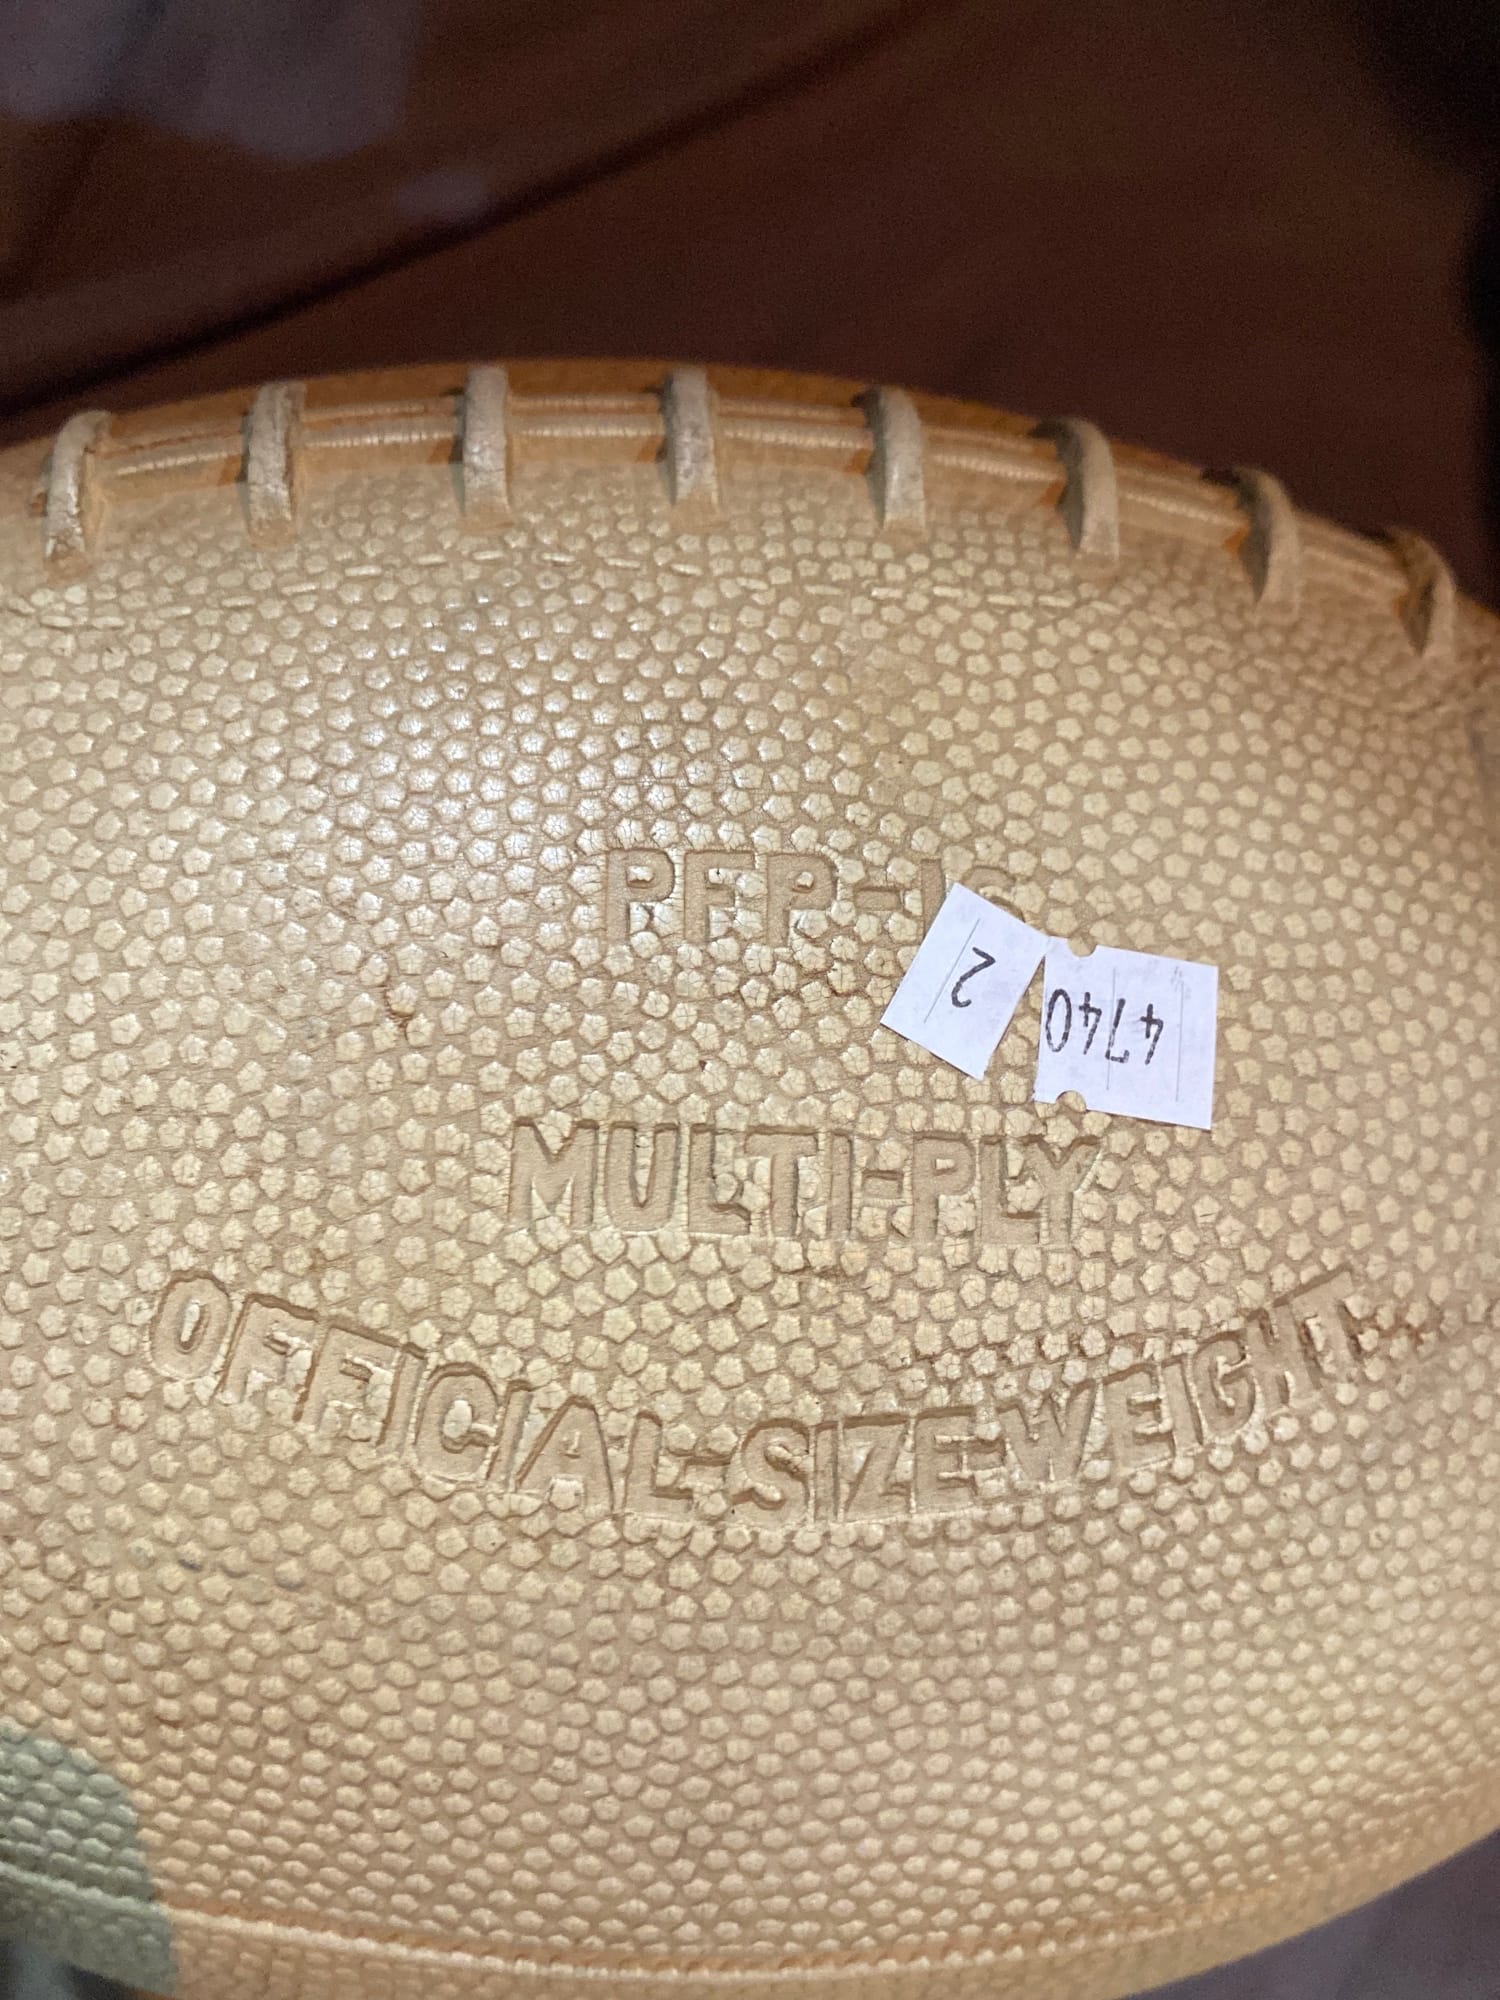 PFP-1
2
4740
MULTI-PLY
OFFICIAL-SIZE-WEIGHT